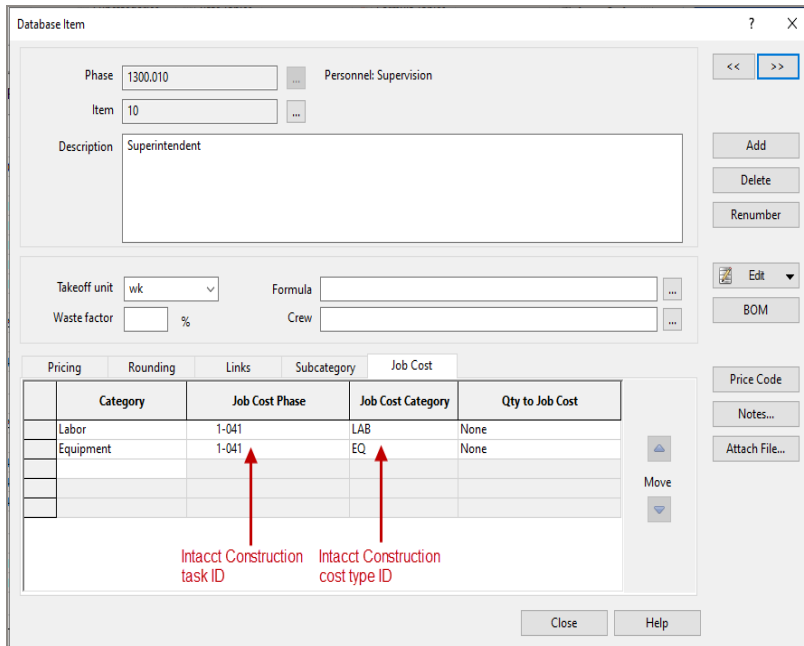 Database Item ? X
Phase 1300.010 ... Personnel: Supervision << >>
Item 10 ...
Description Superintendent Add
Delete
Renumber
Takeoff unit wk Formula ... Edit
Waste factor % Crew ... BOM
Pricing Rounding Links Subcategory Job Cost
Price Code
Category Job Cost Phase Job Cost Category Qty to Job Cost
Notes...
Labor 1-041 LAB None
Equipment 1-041 EQ None Attach File...
Move
Intacct Construction Intacct Construction
task ID cost type ID
Close Help